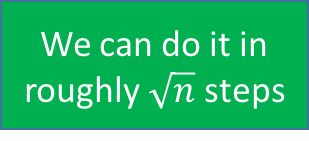 We can do it in
roughly √n steps